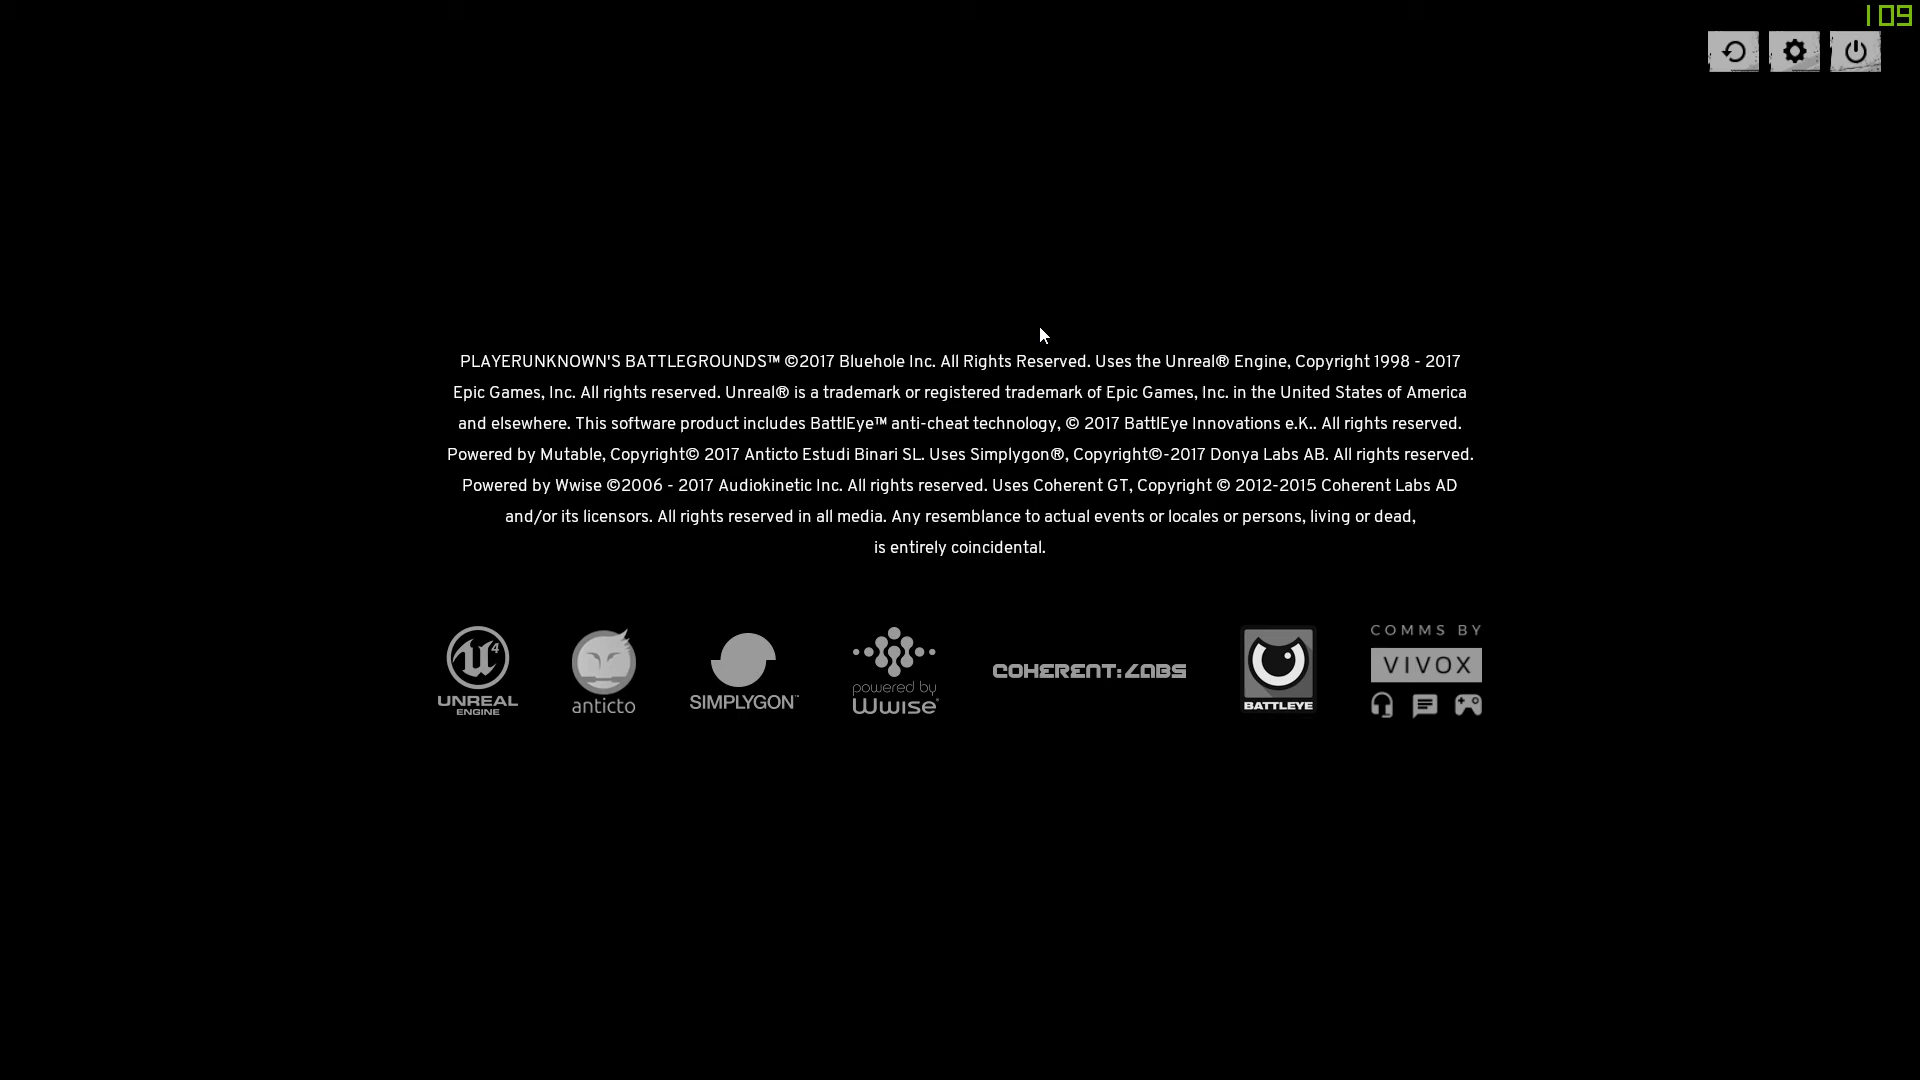 109
PLAYERUNKNOWN'S BATTLEGROUNDS™ ©2017 Bluehole Inc. All Rights Reserved. Uses the Unreal® Engine, Copyright 1998 - 2017
Epic Games, Inc. All rights reserved. Unreal® is a trademark or registered trademark of Epic Games, Inc. in the United States of America
and elsewhere. This software product includes BattlEye™ anti-cheat technology, © 2017 BattlEye Innovations e.K.. All rights reserved.
Powered by Mutable, Copyright© 2017 Anticto Estudi Binari SL. Uses Simplygon®, Copyright©-2017 Donya Labs AB. All rights reserved.
Powered by Wwise ©2006 - 2017 Audiokinetic Inc. All rights reserved. Uses Coherent GT, Copyright © 2012-2015 Coherent Labs AD
and/or its licensors. All rights reserved in all media. Any resemblance to actual events or locales or persons, living or dead,
is entirely coincidental.
U4
UNREAL
ENGINE
anticto
SIMPLYGON™
powered by
Wwise®
COHERENT:LABS
BATTLEYE
COMMS BY
VIVOX